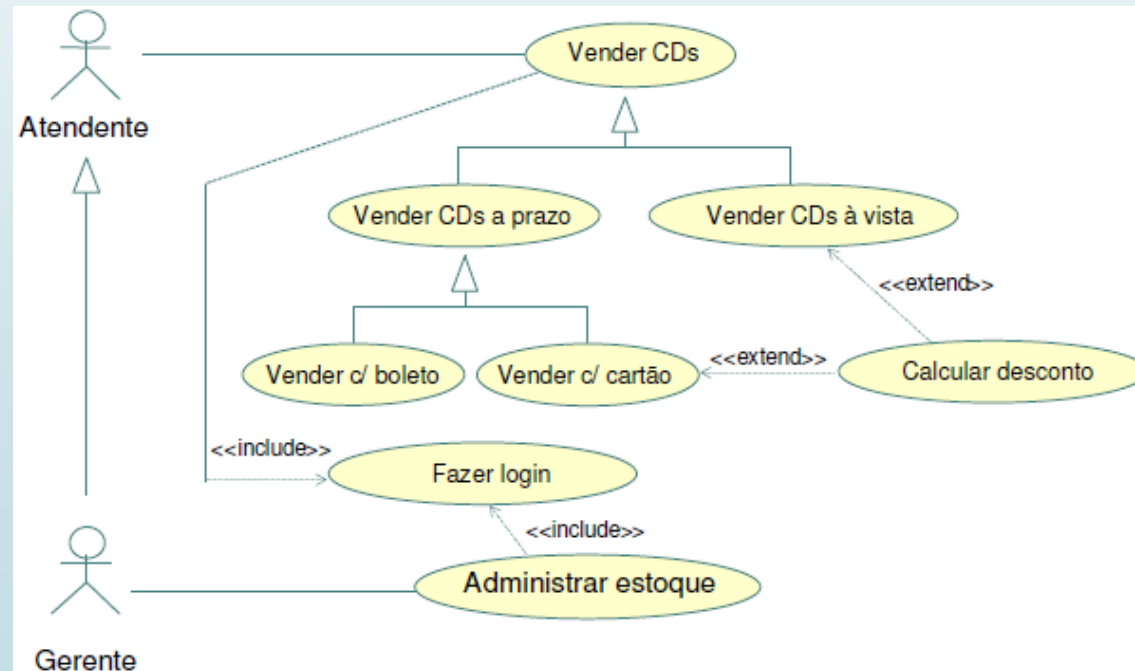 Vender CDs
Atendente
Vender CDs a prazo
Vender CDs à vista
<<extend>>
Vender c/ boleto
Vender c/ cartão
<<extend>>
Calcular desconto
<<include>>
Fazer login
<<include>>
Administrar estoque
Gerente